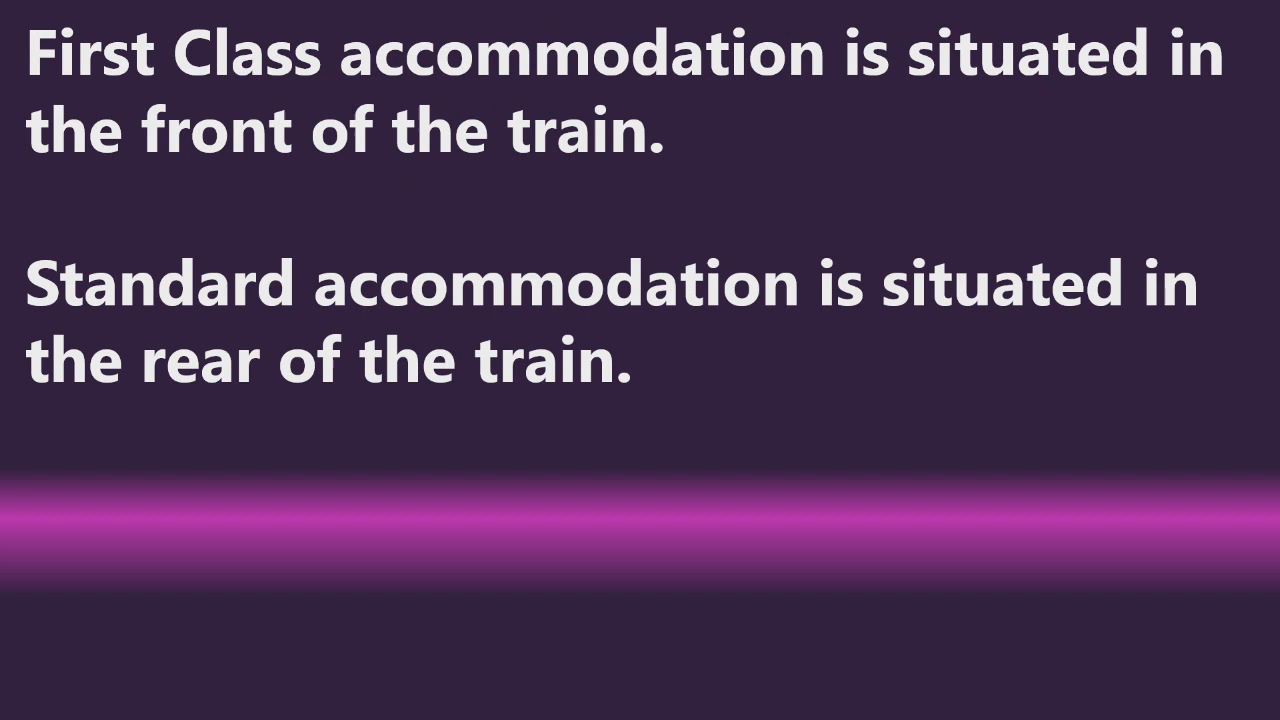 First Class accommodation is situated in
the front of the train.
Standard accommodation is situated in
the rear of the train.